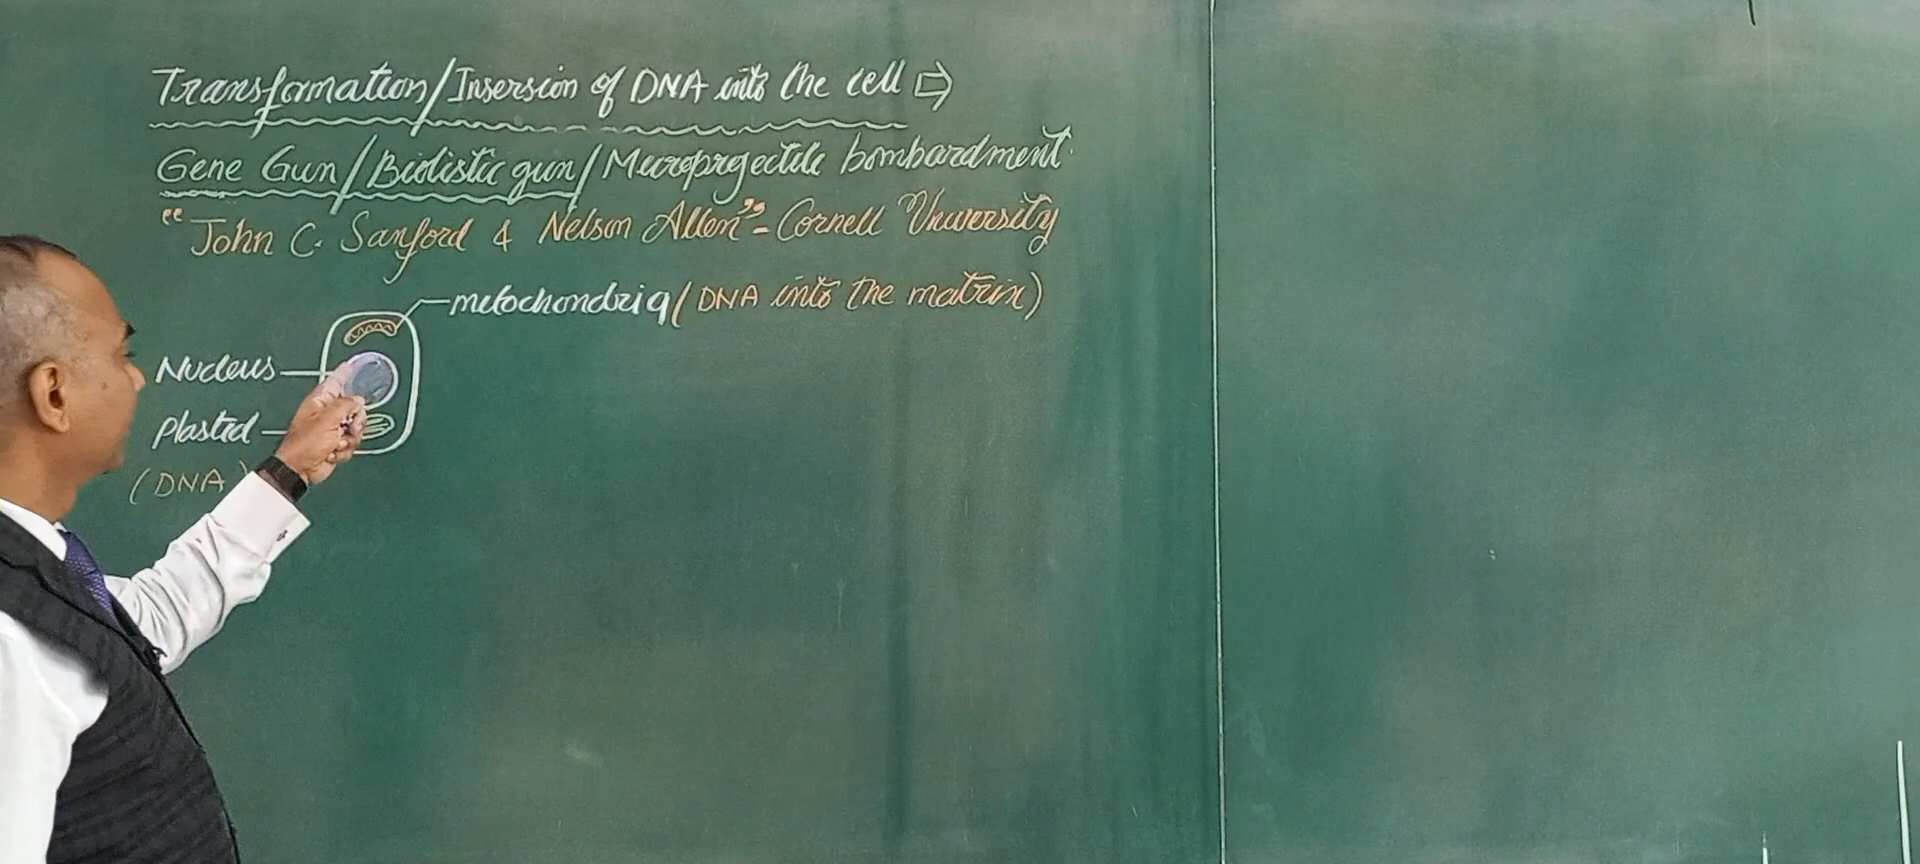 Transformation/Insersion of DNA into the cell ⇨
Gene Gun/Biolistic gun/Microprojectile bombardment.
"John C. Sanford & Nelson Allen" - Cornell University
mitochondria (DNA into the matrix)
Nucleus
Plastid
(DNA)